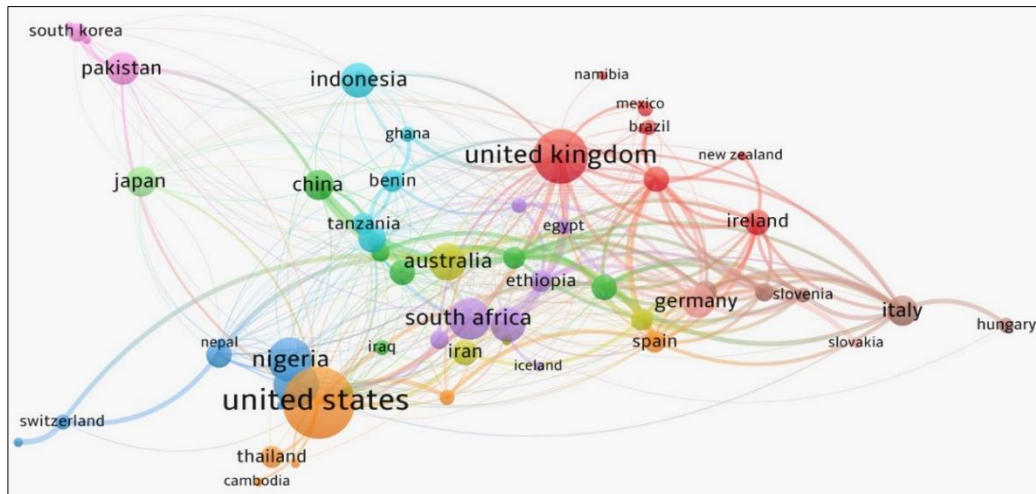 south korea
pakistan
indonesia
namibia
mexico
ghana
brazil
united kingdom
new zealand
japan
china
benin
tanzania
egypt
ireland
australia
ethiopia
germany
slovenia
italy
south africa
hungary
nepal
nigeria
iraq
iran
spain
slovakia
iceland
united states
switzerland
thailand
cambodia